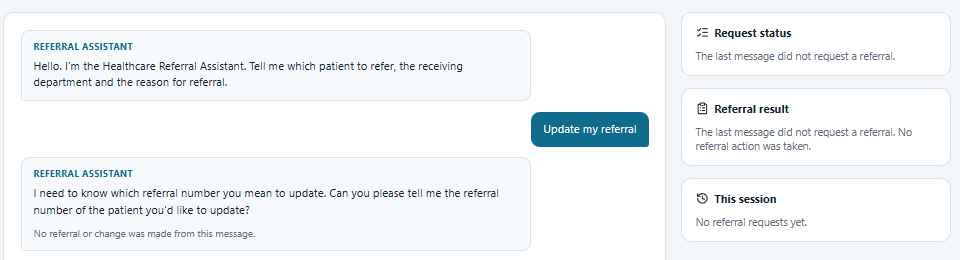 REFERRAL ASSISTANT
Hello. I'm the Healthcare Referral Assistant. Tell me which patient to refer, the receiving
department and the reason for referral.
Update my referral
REFERRAL ASSISTANT
I need to know which referral number you mean to update. Can you please tell me the referral
number of the patient you'd like to update?
No referral or change was made from this message.
Request status
The last message did not request a referral.
Referral result
The last message did not request a referral. No
referral action was taken.
This session
No referral requests yet.